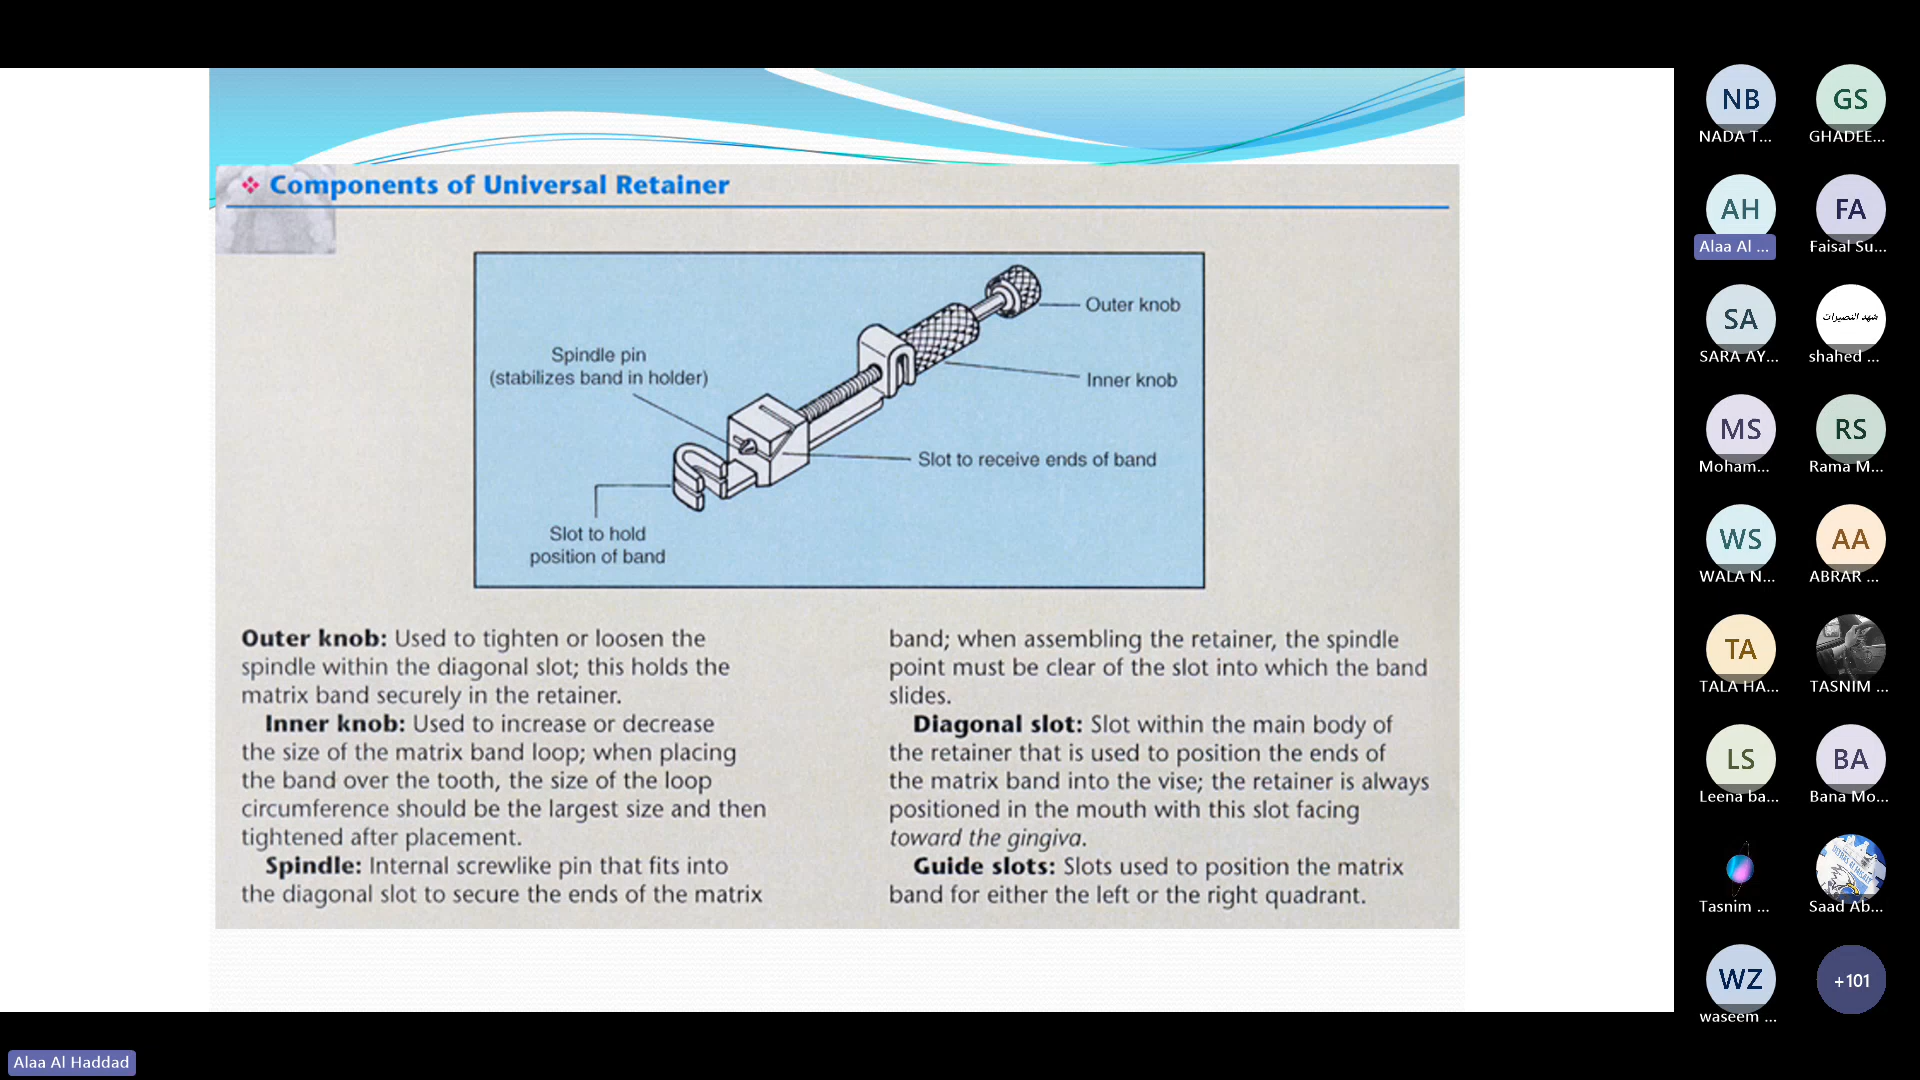 Components of Universal Retainer
Outer knob
Spindle pin
(stabilizes band in holder)
Inner knob
Slot to receive ends of band
Slot to hold
position of band
Outer knob: Used to tighten or loosen the
spindle within the diagonal slot; this holds the
matrix band securely in the retainer.
Inner knob: Used to increase or decrease
the size of the matrix band loop; when placing
the band over the tooth, the size of the loop
circumference should be the largest size and then
tightened after placement.
Spindle: Internal screwlike pin that fits into
the diagonal slot to secure the ends of the matrix
band; when assembling the retainer, the spindle
point must be clear of the slot into which the band
slides.
Diagonal slot: Slot within the main body of
the retainer that is used to position the ends of
the matrix band into the vise; the retainer is always
positioned in the mouth with this slot facing
toward the gingiva.
Guide slots: Slots used to position the matrix
band for either the left or the right quadrant.
NB
NADA T...
GS
GHADEE...
AH
Alaa Al ...
FA
Faisal Su...
SA
SARA AY...
شهد النصيرات
shahed ...
MS
Moham...
RS
Rama M...
WS
WALA N...
AA
ABRAR ...
TA
TALA HA...
TASNIM ...
LS
Leena ba...
BA
Bana Mo...
Tasnim ...
Saad Ab...
WZ
waseem ...
+101
Alaa Al Haddad